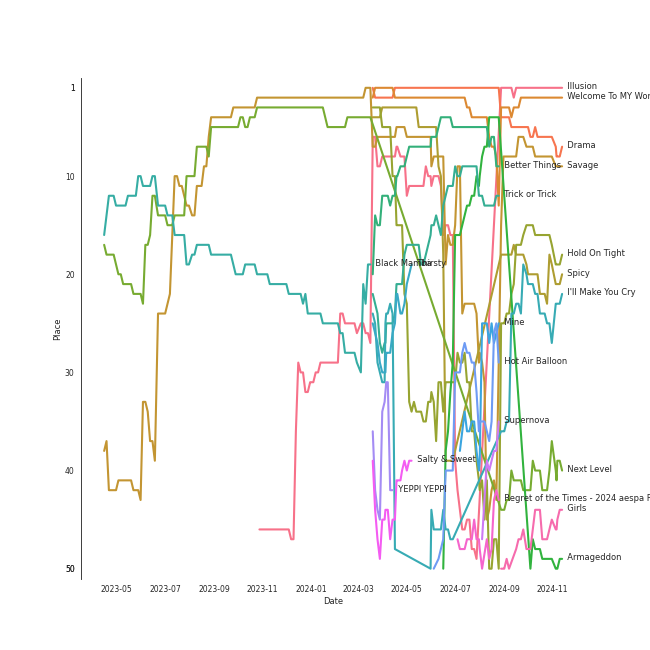 1
Illusion
Welcome To MY Wor
Drama
Better Things
Savage
10
Trick or Trick
Hold On Tight
Black Mamba
Thirsty
20
Spicy
I'll Make You Cry
Mine
Place
30
Hot Air Balloon
Supernova
Salty & Sweet
40
Next Level
YEPPI YEPPI
Regret of the Times - 2024 aespa R
Girls
Armageddon
50
2023-05
2023-07
2023-09
2023-11
2024-01
2024-03
2024-05
2024-07
2024-09
2024-11
Date